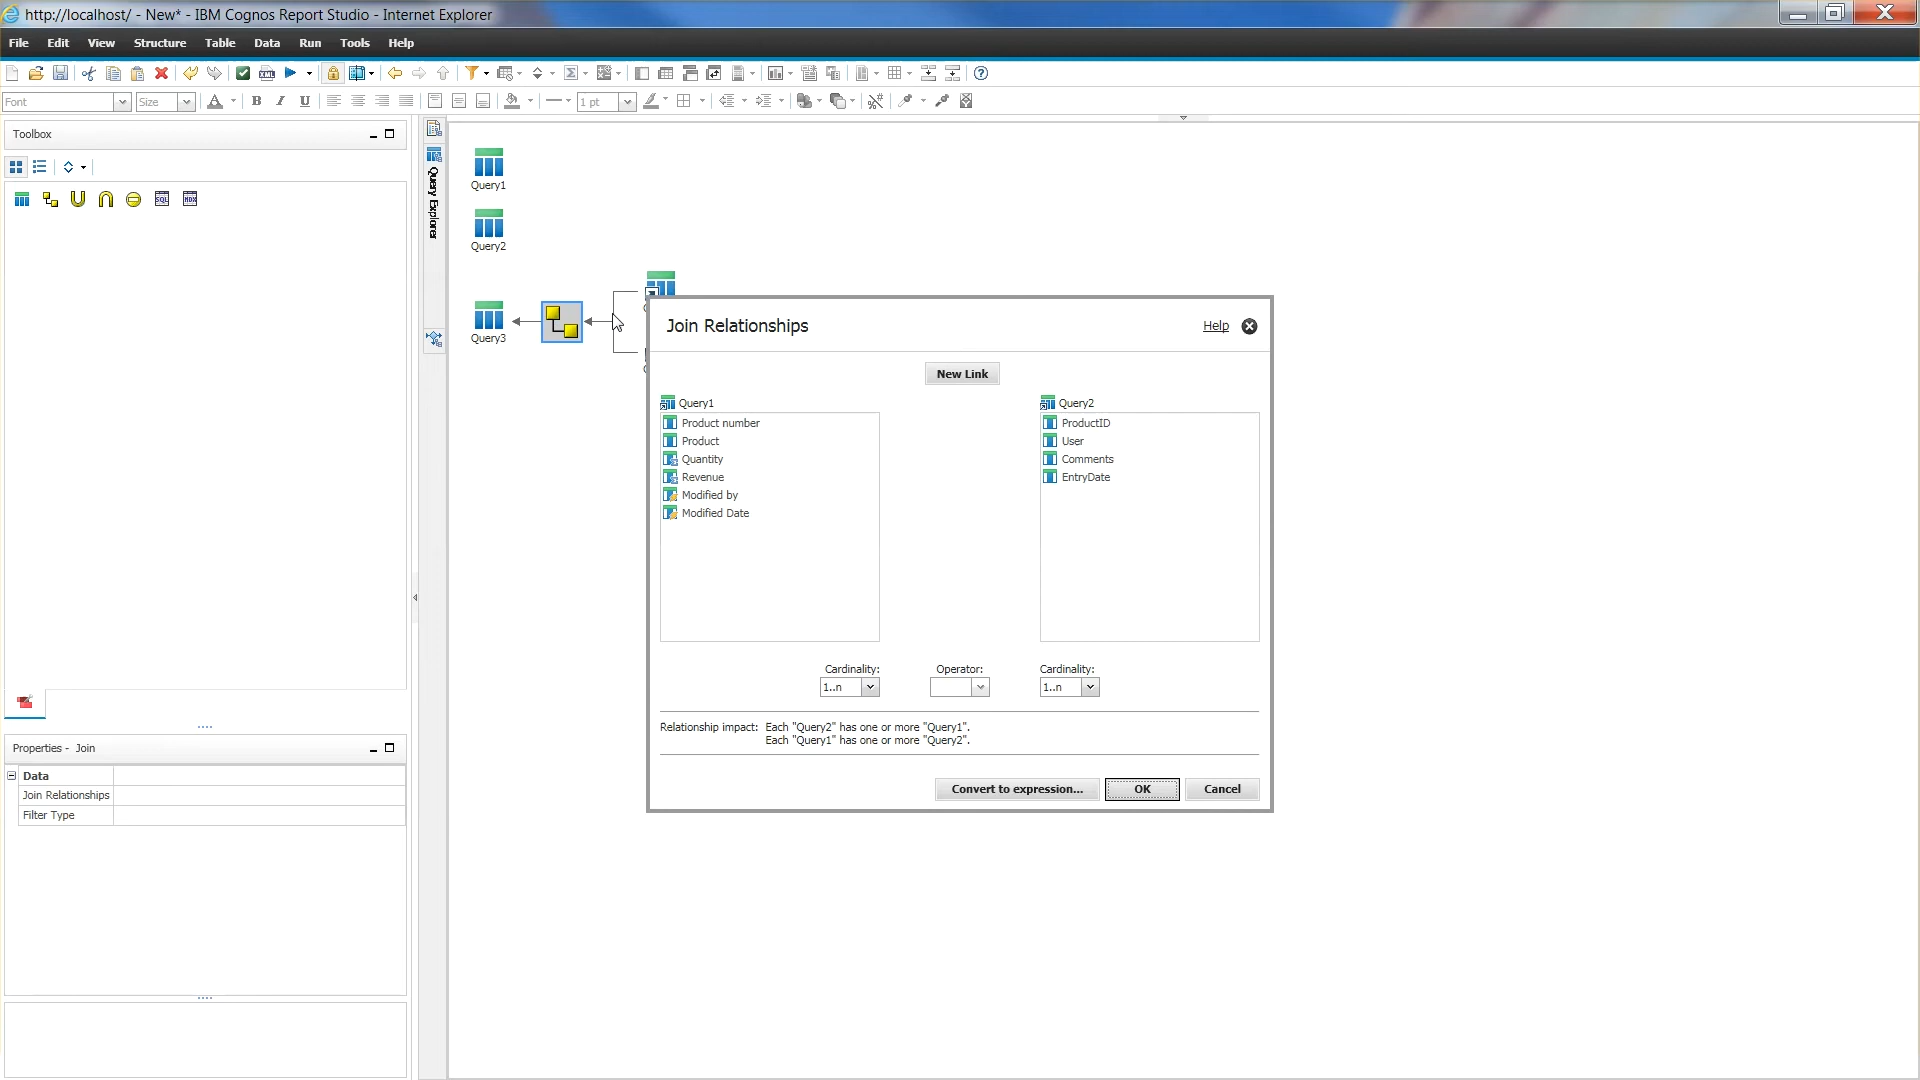 http://localhost/ - New* - IBM Cognos Report Studio - Internet Explorer
File Edit View Structure Table Data Run Tools Help
Font Size 1 pt
Toolbox
SQL MDX
Query Explorer
Query1
Query2
Query3
Join Relationships
Help
New Link
Query1
Product number
Product
Quantity
Revenue
Modified by
Modified Date
Query2
ProductID
User
Comments
EntryDate
Cardinality: Operator: Cardinality:
1..n 1..n
Relationship impact: Each "Query2" has one or more "Query1".
Each "Query1" has one or more "Query2".
Convert to expression... OK Cancel
Properties - Join
Data
Join Relationships
Filter Type